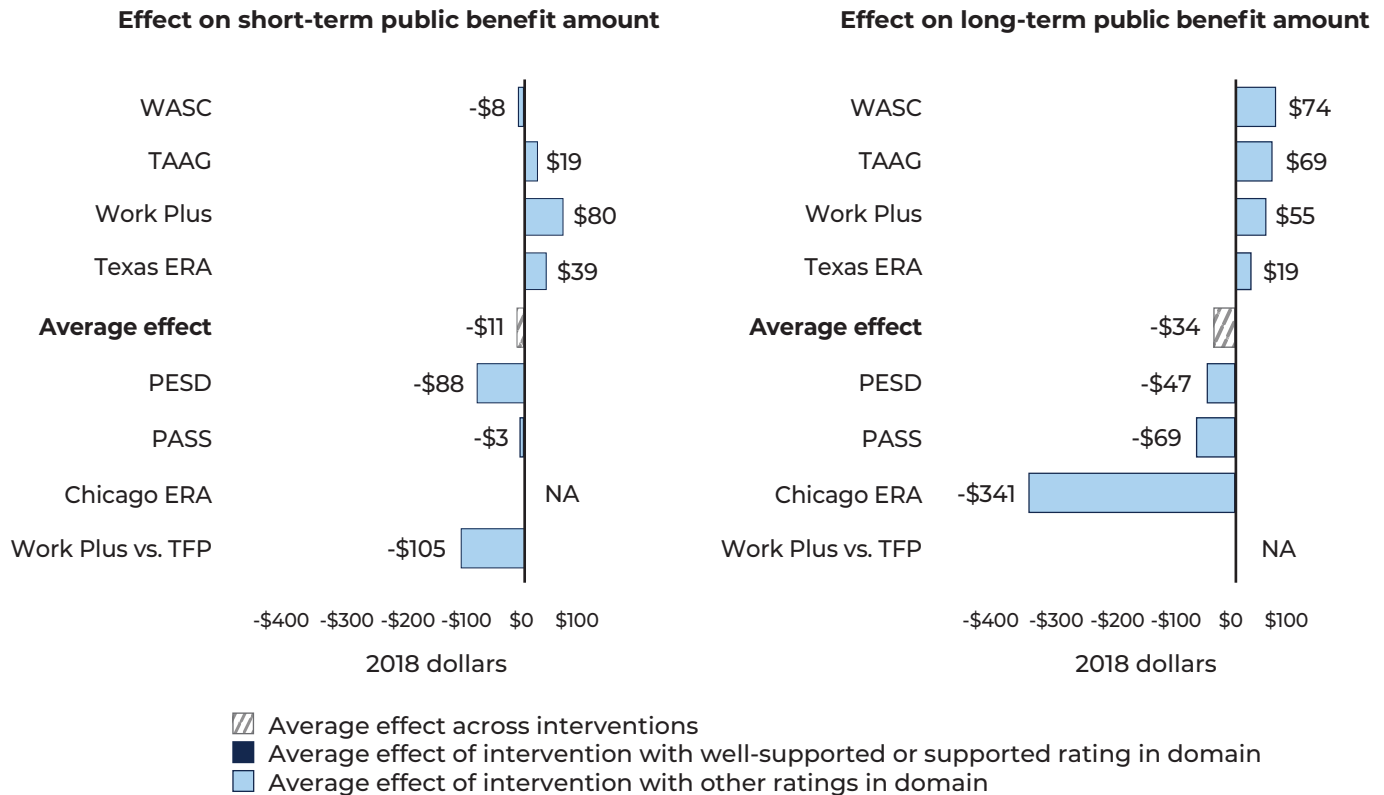 Effect on short-term public benefit amount
WASC -$8
TAAG $19
Work Plus $80
Texas ERA $39
Average effect -$11
PESD -$88
PASS -$3
Chicago ERA NA
Work Plus vs. TFP -$105
-$400 -$300 -$200 -$100 $0 $100
2018 dollars
Effect on long-term public benefit amount
WASC $74
TAAG $69
Work Plus $55
Texas ERA $19
Average effect -$34
PESD -$47
PASS -$69
Chicago ERA -$341
Work Plus vs. TFP NA
-$400 -$300 -$200 -$100 $0 $100
2018 dollars
Average effect across interventions
Average effect of intervention with well-supported or supported rating in domain
Average effect of intervention with other ratings in domain